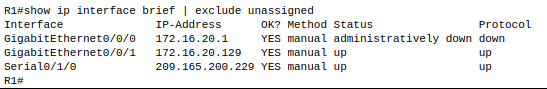 R1#show ip interface brief | exclude unassigned
Interface IP-Address OK? Method Status Protocol
GigabitEthernet0/0/0 172.16.20.1 YES manual administratively down down
GigabitEthernet0/0/1 172.16.20.129 YES manual up up
Serial0/1/0 209.165.200.229 YES manual up up
R1#